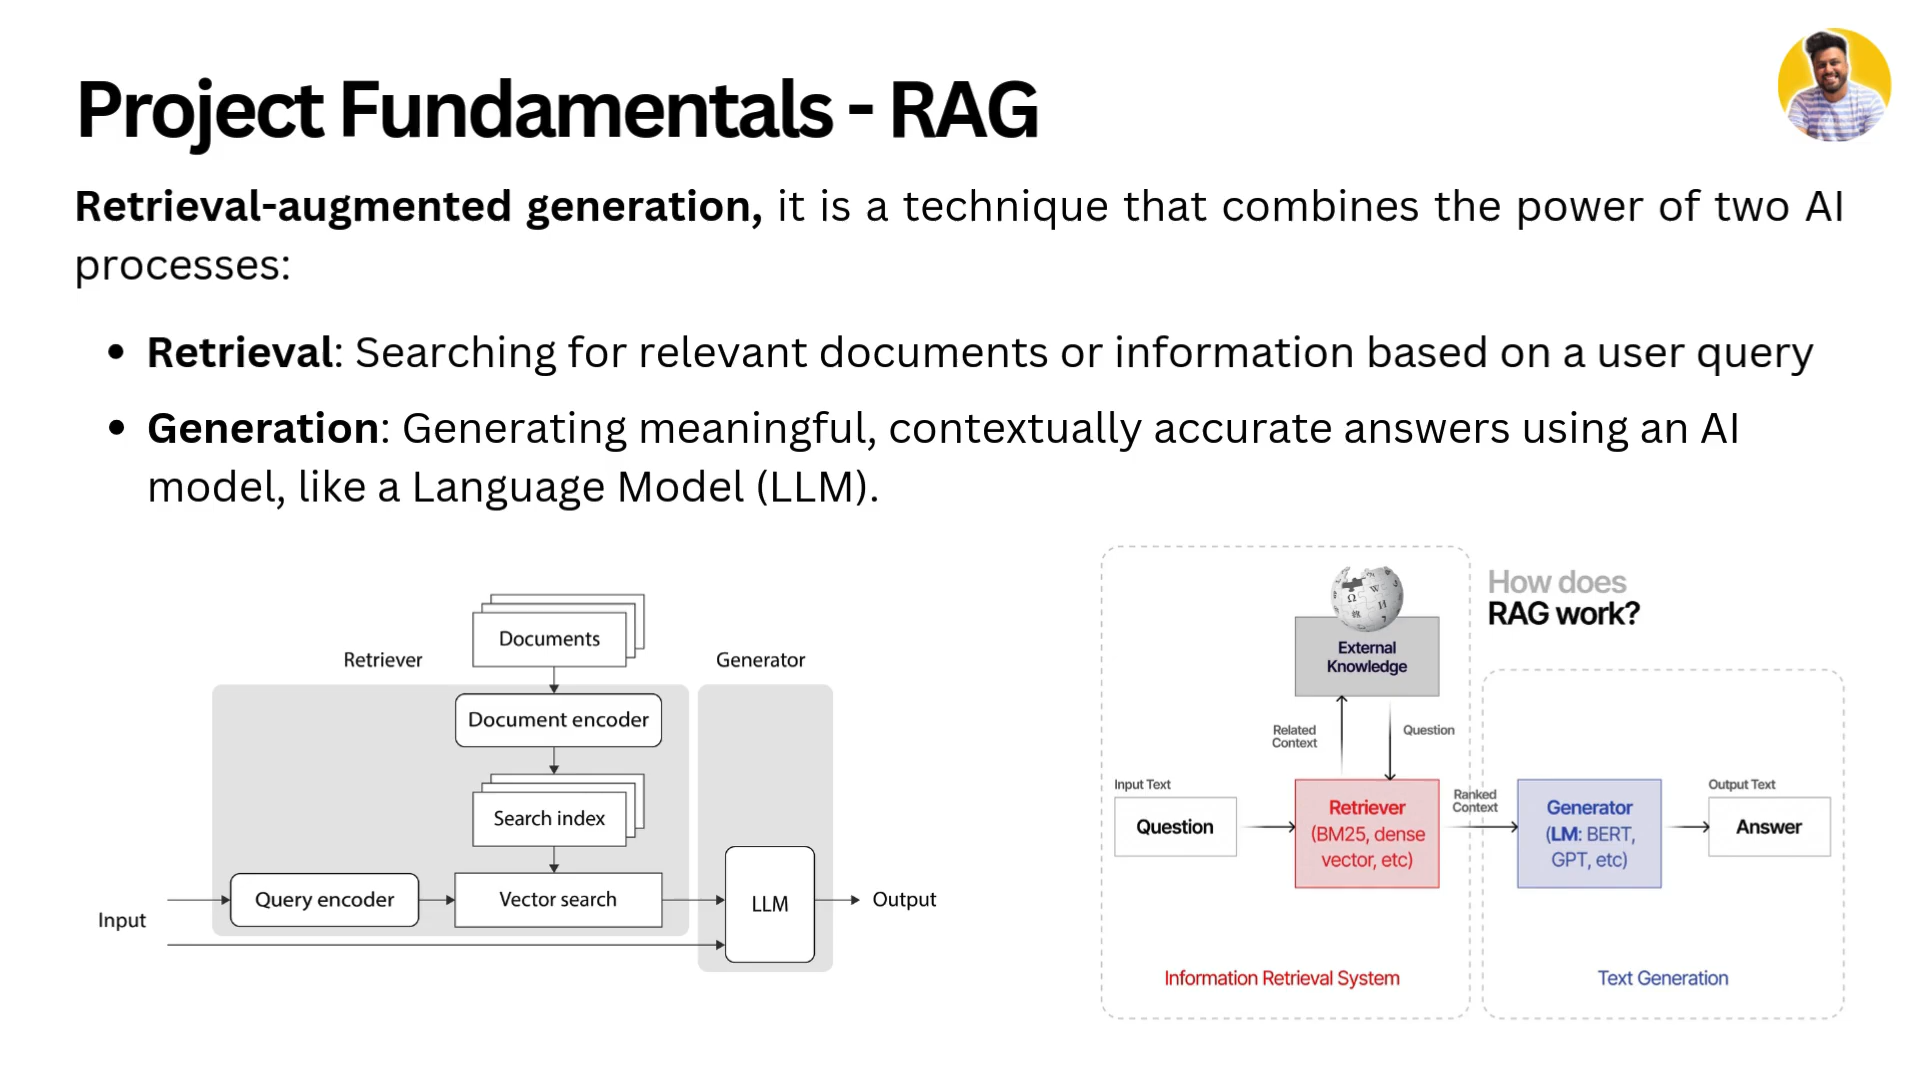 Project Fundamentals - RAG
Retrieval-augmented generation, it is a technique that combines the power of two AI
processes:
Retrieval: Searching for relevant documents or information based on a user query
Generation: Generating meaningful, contextually accurate answers using an AI
model, like a Language Model (LLM).
Documents
Retriever
Generator
Document encoder
Search index
Query encoder
Vector search
LLM
Output
Input
How does
RAG work?
External
Knowledge
Related
Context
Question
Input Text
Question
Retriever
(BM25, dense
vector, etc)
Ranked
Context
Generator
(LM: BERT,
GPT, etc)
Output Text
Answer
Information Retrieval System
Text Generation